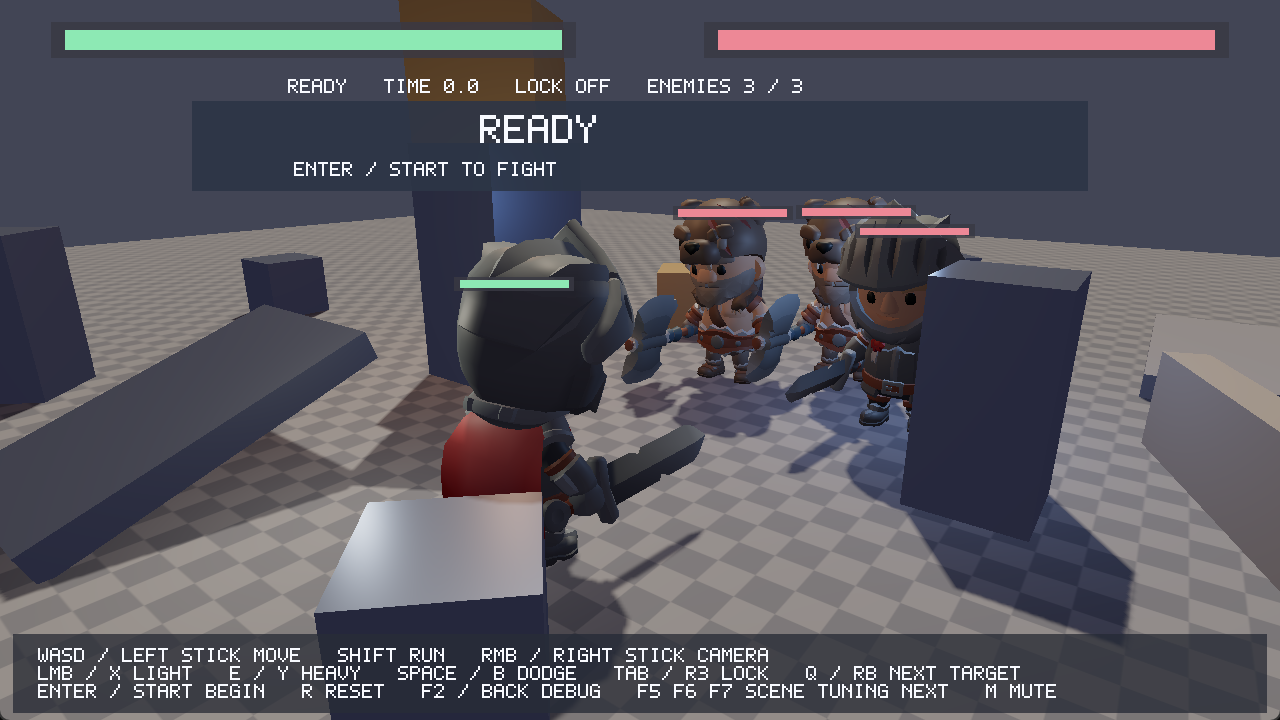 READY   TIME 0.0   LOCK OFF   ENEMIES 3 / 3
READY
ENTER / START TO FIGHT
WASD / LEFT STICK MOVE   SHIFT RUN   RMB / RIGHT STICK CAMERA
LMB / X LIGHT   E / Y HEAVY   SPACE / B DODGE   TAB / R3 LOCK   Q / RB NEXT TARGET
ENTER / START BEGIN   R RESET   F2 / BACK DEBUG   F5 F6 F7 SCENE TUNING NEXT   M MUTE